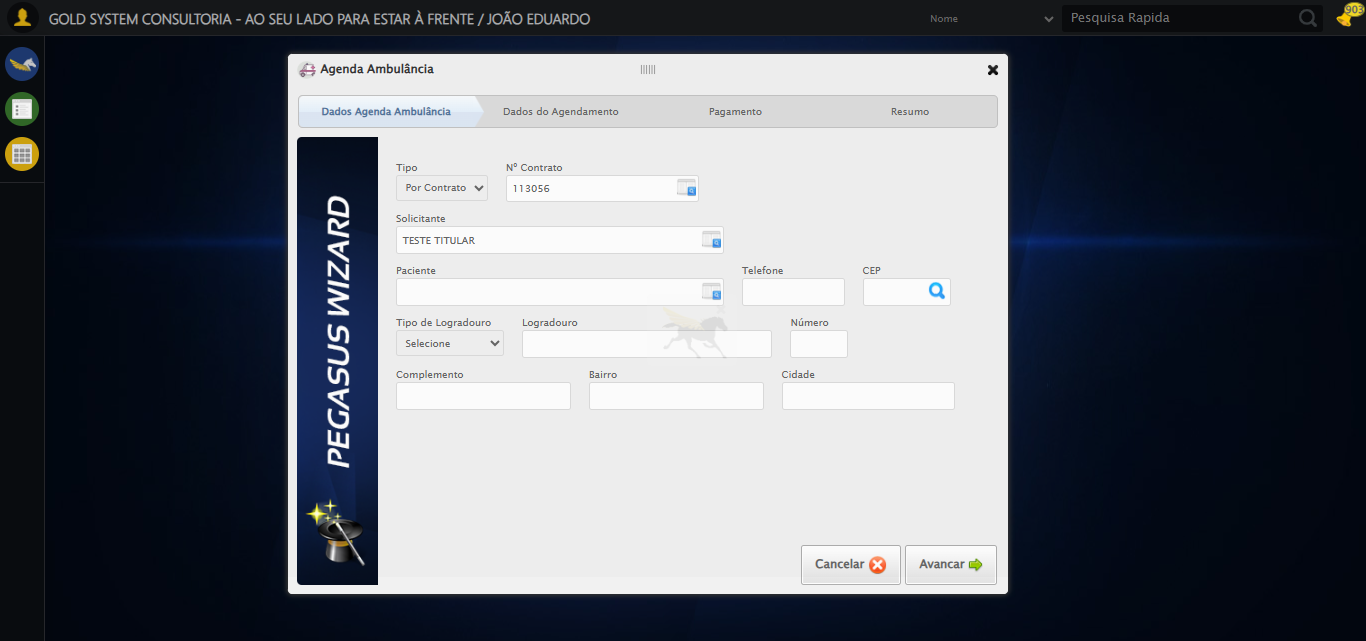 GOLD SYSTEM CONSULTORIA - AO SEU LADO PARA ESTAR À FRENTE / JOÃO EDUARDO
Nome
Pesquisa Rapida
903
Agenda Ambulância
Dados Agenda Ambulância
Dados do Agendamento
Pagamento
Resumo
PEGASUS WIZARD
Tipo
Nº Contrato
Por Contrato
113056
Solicitante
TESTE TITULAR
Paciente
Telefone
CEP
Tipo de Logradouro
Logradouro
Número
Selecione
Complemento
Bairro
Cidade
Cancelar
Avancar